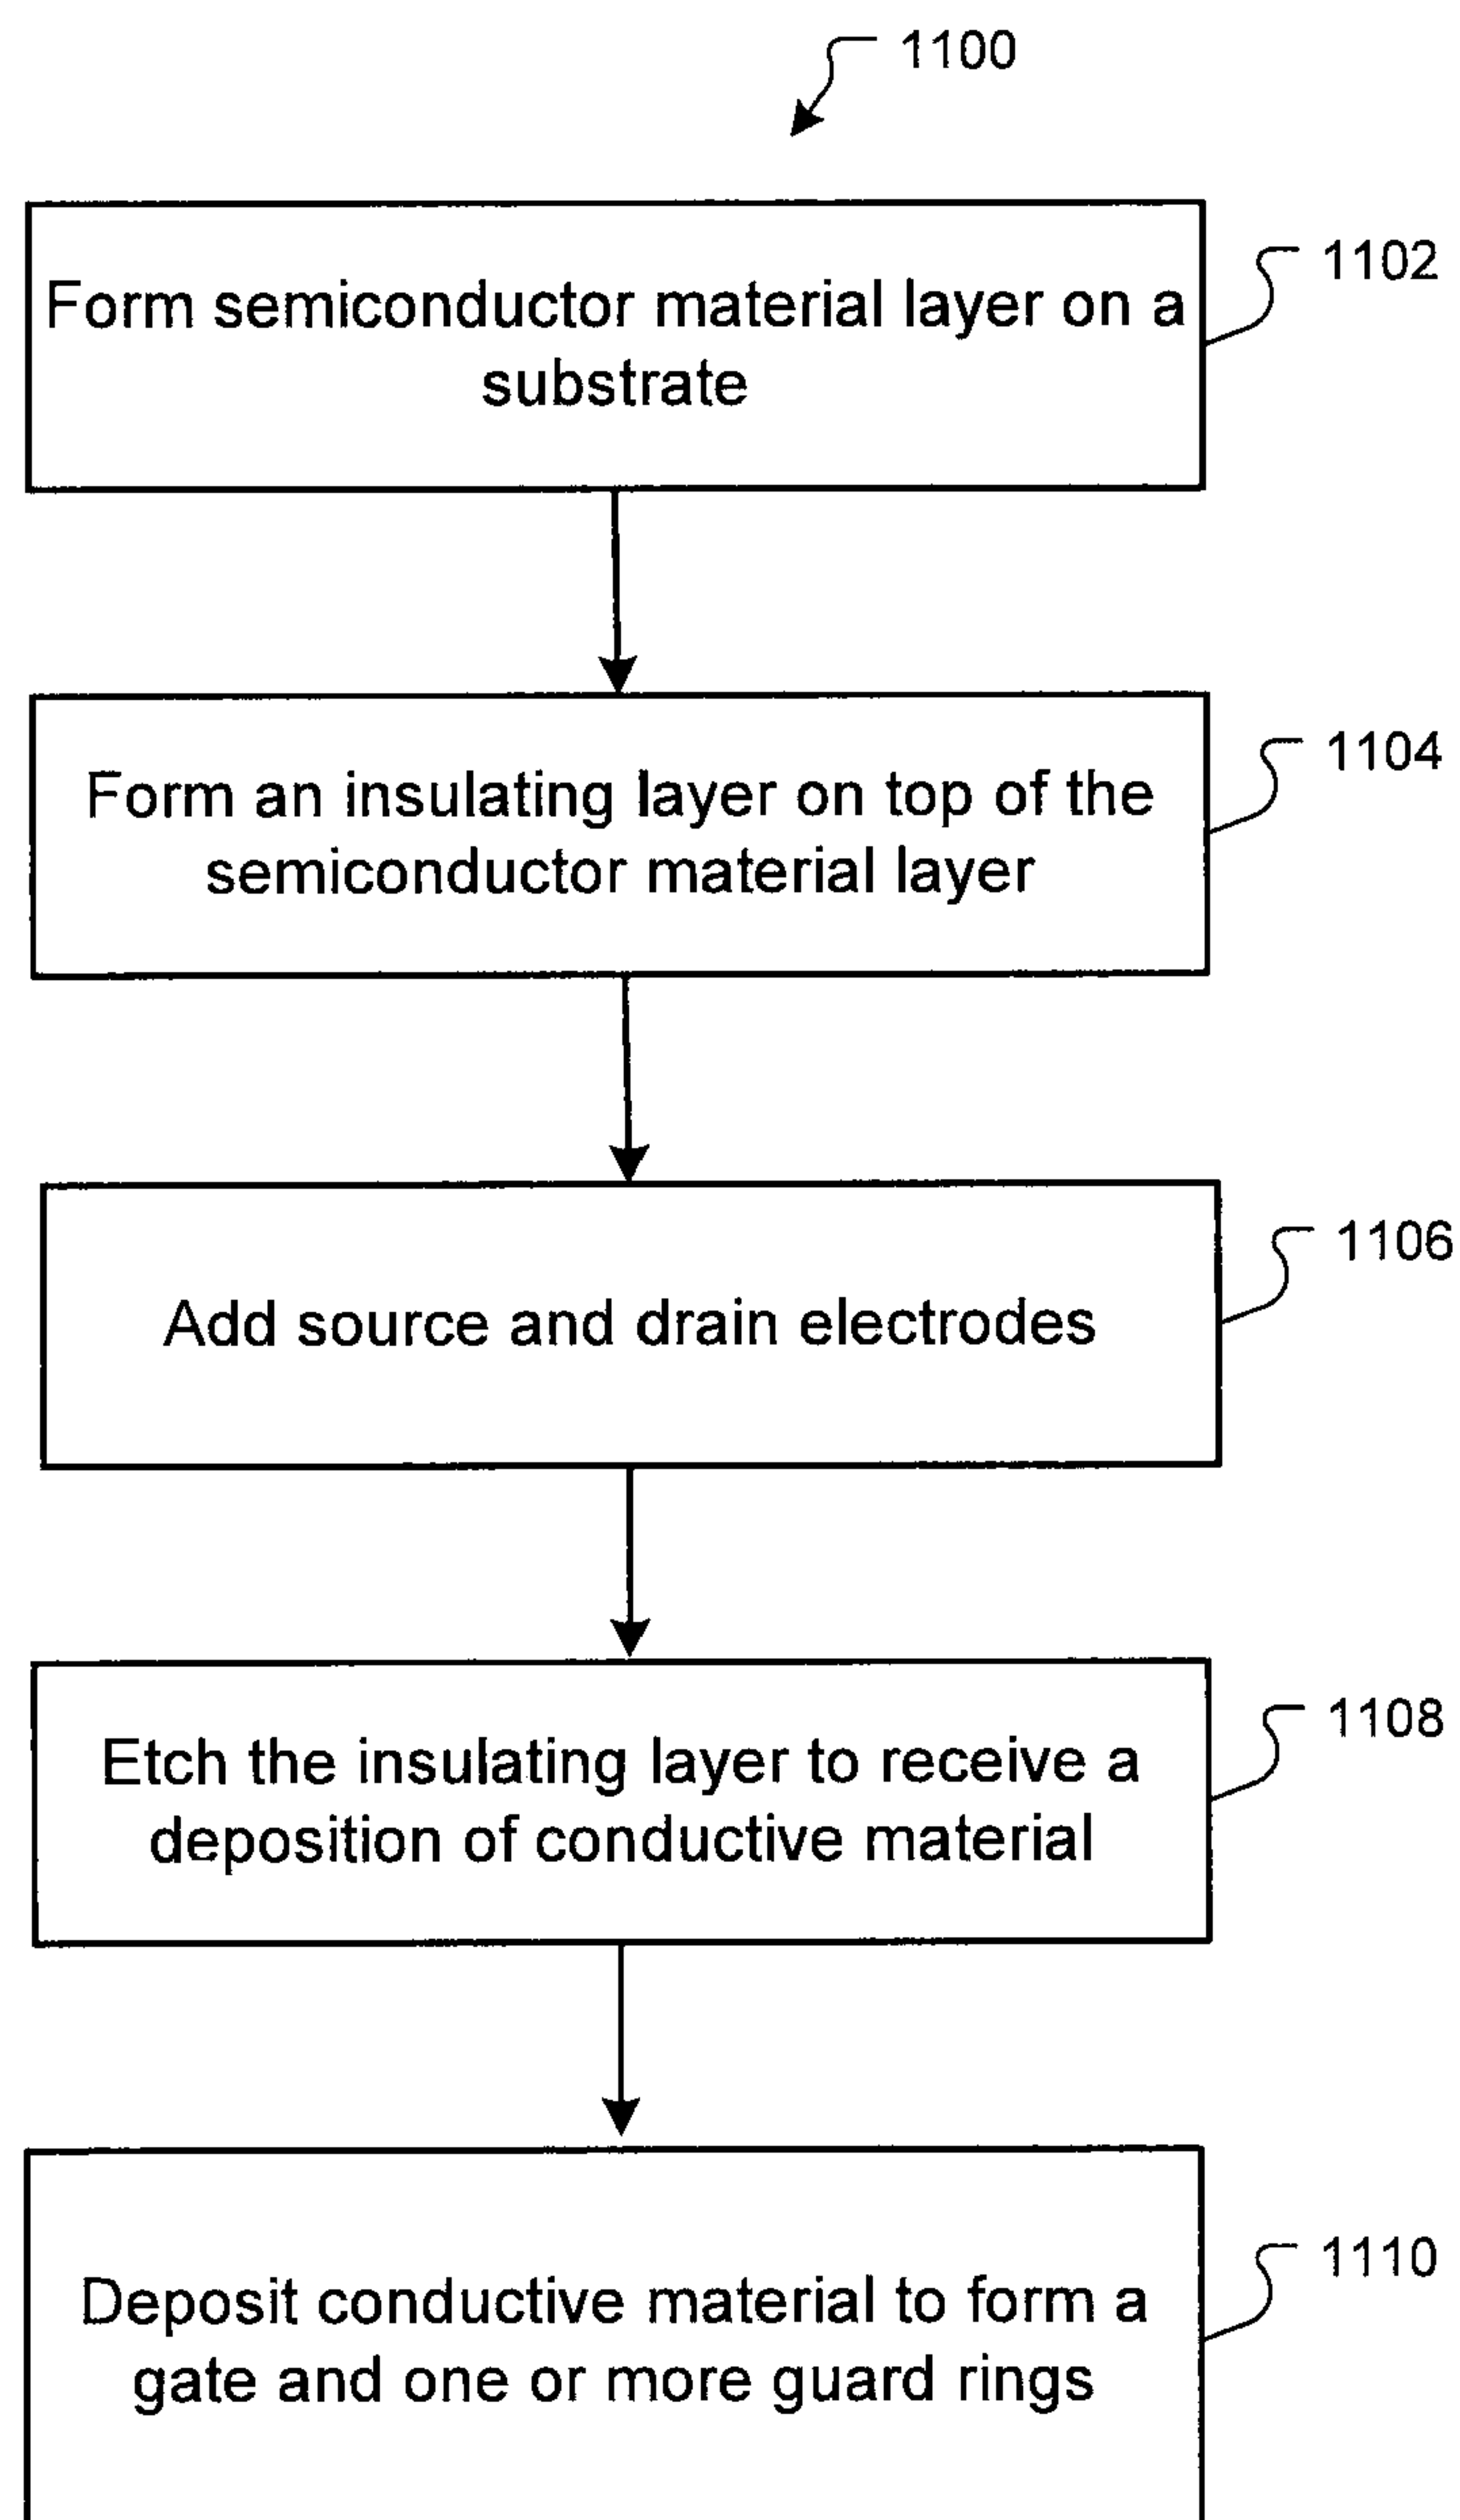 1100
Form semiconductor material layer on a
substrate
1102
Form an insulating layer on top of the
semiconductor material layer
1104
Add source and drain electrodes
1106
Etch the insulating layer to receive a
deposition of conductive material
1108
Deposit conductive material to form a
gate and one or more guard rings
1110